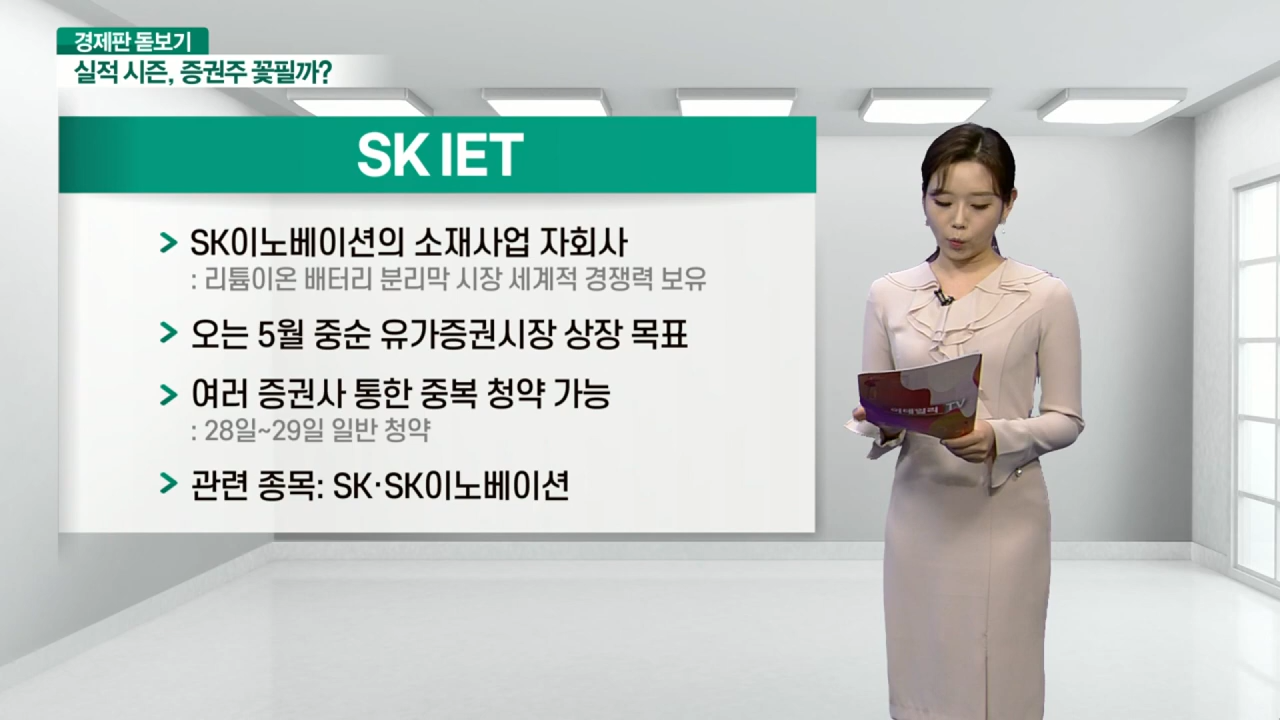 경제판 돋보기
실적 시즌, 증권주 꽃필까?
SK IET
> SK이노베이션의 소재사업 자회사
: 리튬이온 배터리 분리막 시장 세계적 경쟁력 보유
> 오는 5월 중순 유가증권시장 상장 목표
> 여러 증권사 통한 중복 청약 가능
: 28일~29일 일반 청약
> 관련 종목: SK·SK이노베이션
이데일리 TV